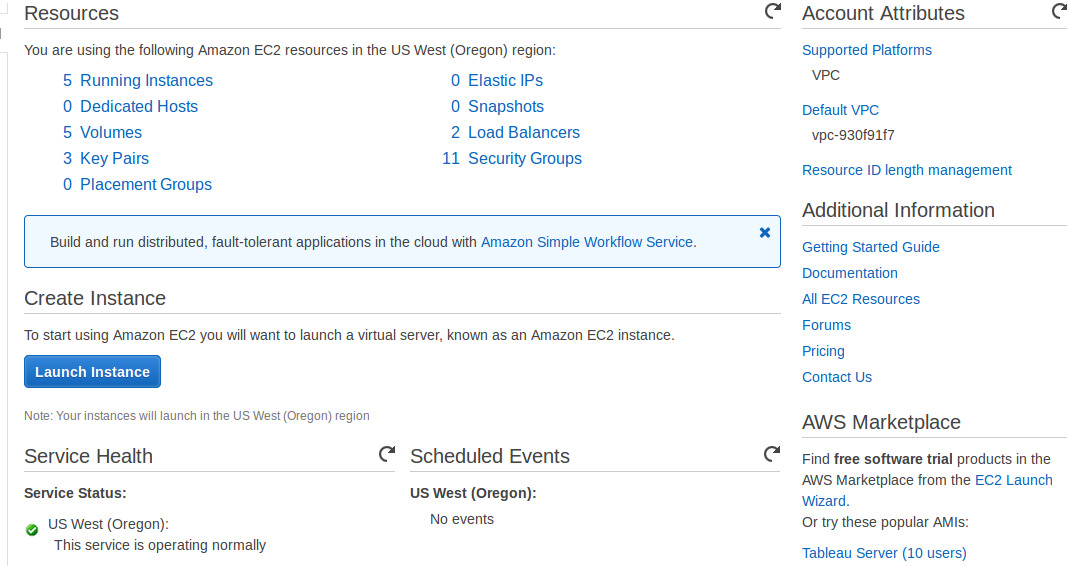 Resources
You are using the following Amazon EC2 resources in the US West (Oregon) region:
5 Running Instances
0 Elastic IPs
0 Dedicated Hosts
0 Snapshots
5 Volumes
2 Load Balancers
3 Key Pairs
11 Security Groups
0 Placement Groups
Build and run distributed, fault-tolerant applications in the cloud with Amazon Simple Workflow Service.
Create Instance
To start using Amazon EC2 you will want to launch a virtual server, known as an Amazon EC2 instance.
Launch Instance
Note: Your instances will launch in the US West (Oregon) region
Service Health
Service Status:
US West (Oregon):
This service is operating normally
Scheduled Events
US West (Oregon):
No events
Account Attributes
Supported Platforms
VPC
Default VPC
vpc-930f91f7
Resource ID length management
Additional Information
Getting Started Guide
Documentation
All EC2 Resources
Forums
Pricing
Contact Us
AWS Marketplace
Find free software trial products in the
AWS Marketplace from the EC2 Launch
Wizard.
Or try these popular AMIs:
Tableau Server (10 users)